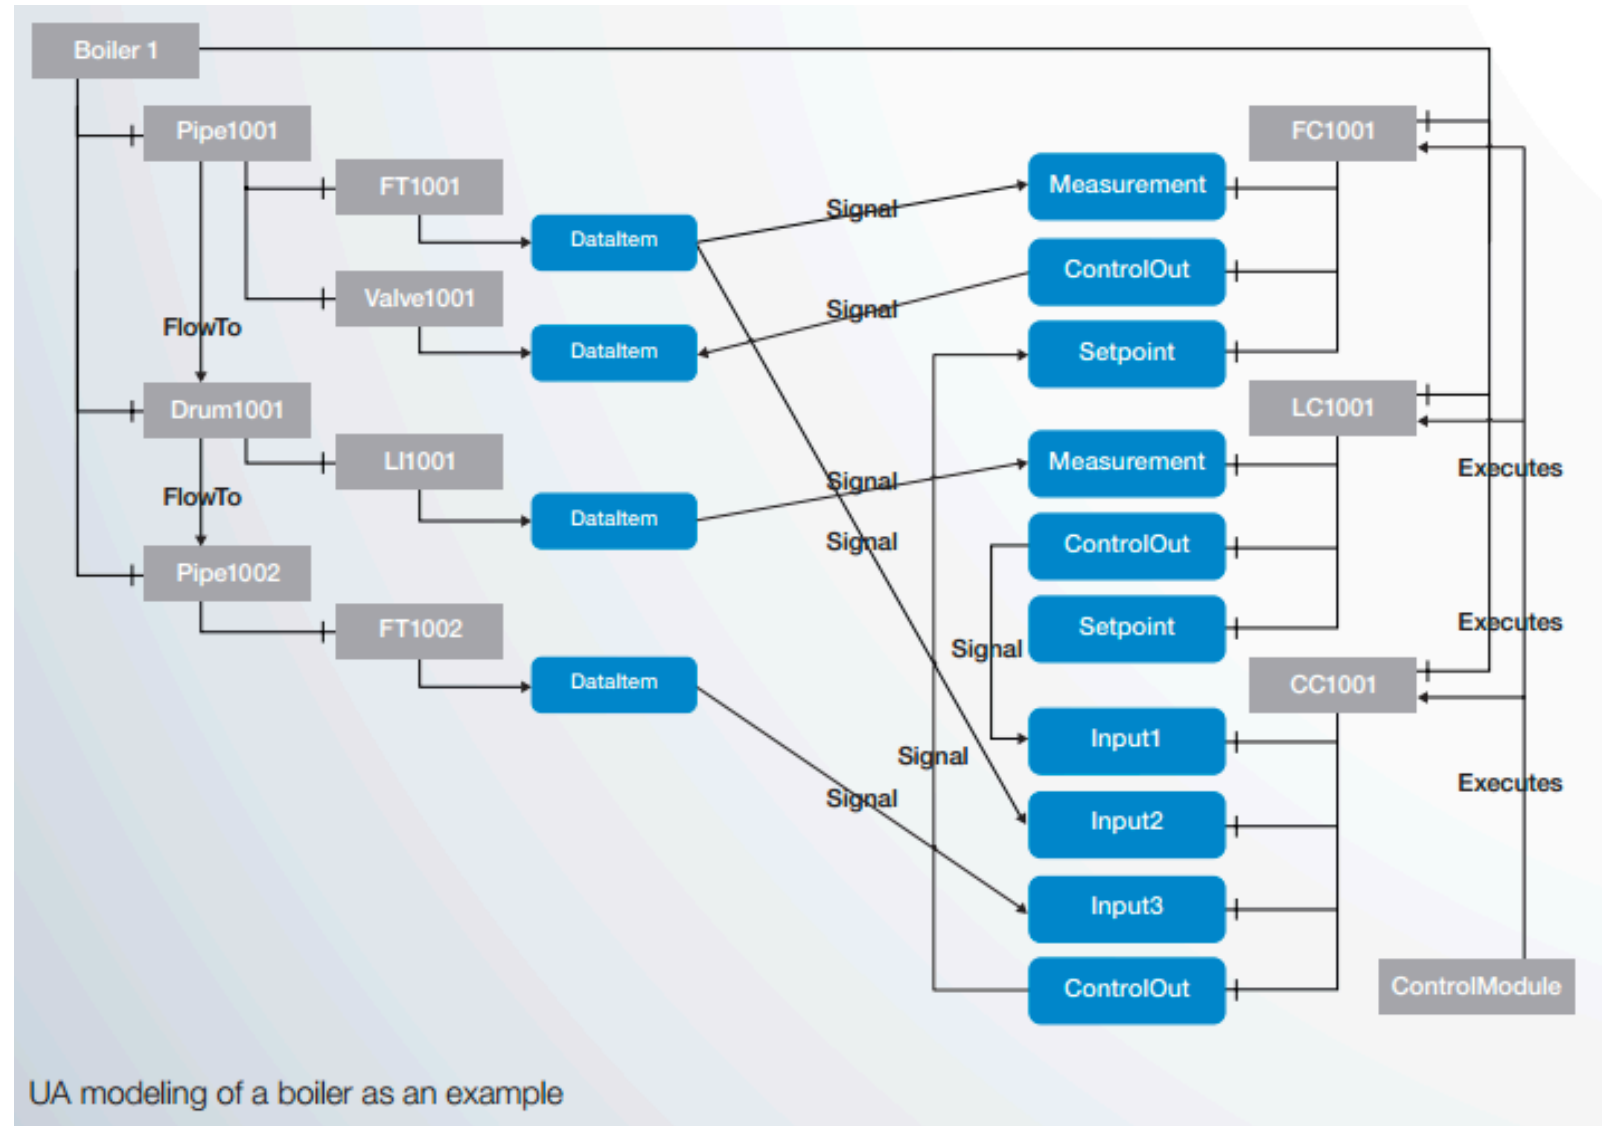 Boiler 1
Pipe1001
FC1001
FT1001
Measurement
Signal
DataItem
ControlOut
Valve1001
Signal
FlowTo
DataItem
Setpoint
Drum1001
LC1001
LI1001
Measurement
Executes
Signal
FlowTo
DataItem
Signal
ControlOut
Pipe1002
FT1002
Setpoint
Executes
Signal
DataItem
CC1001
Input1
Signal
Executes
Signal
Input2
Input3
ControlOut
ControlModule
UA modeling of a boiler as an example